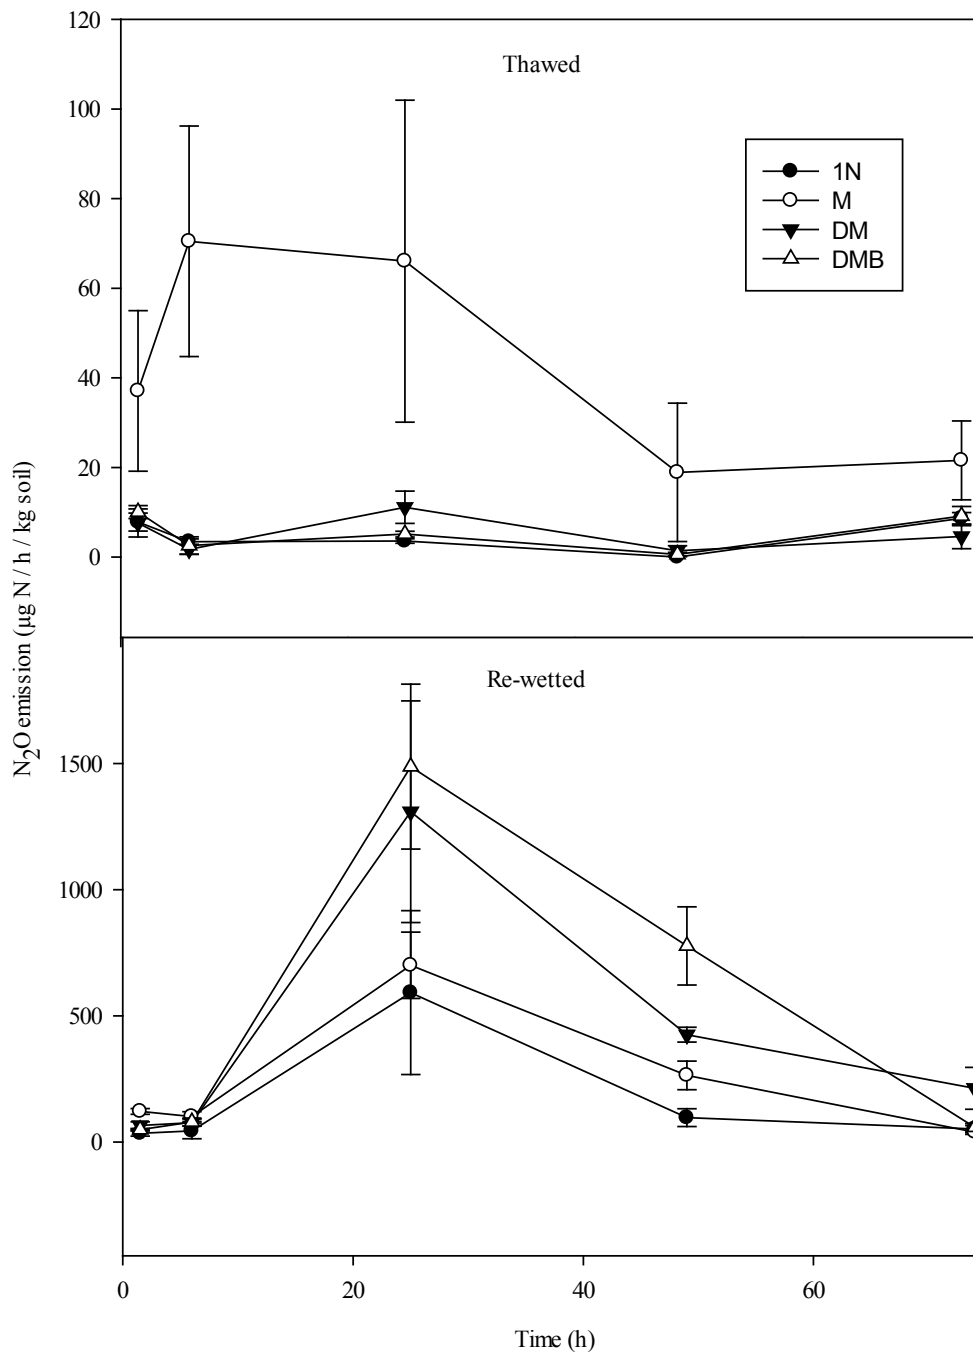 120
Thawed
100
1N
M
DM
DMB
80
60
40
20
0
N₂O emission (µg N / h / kg soil)
Re-wetted
1500
1000
500
0
0 20 40 60
Time (h)